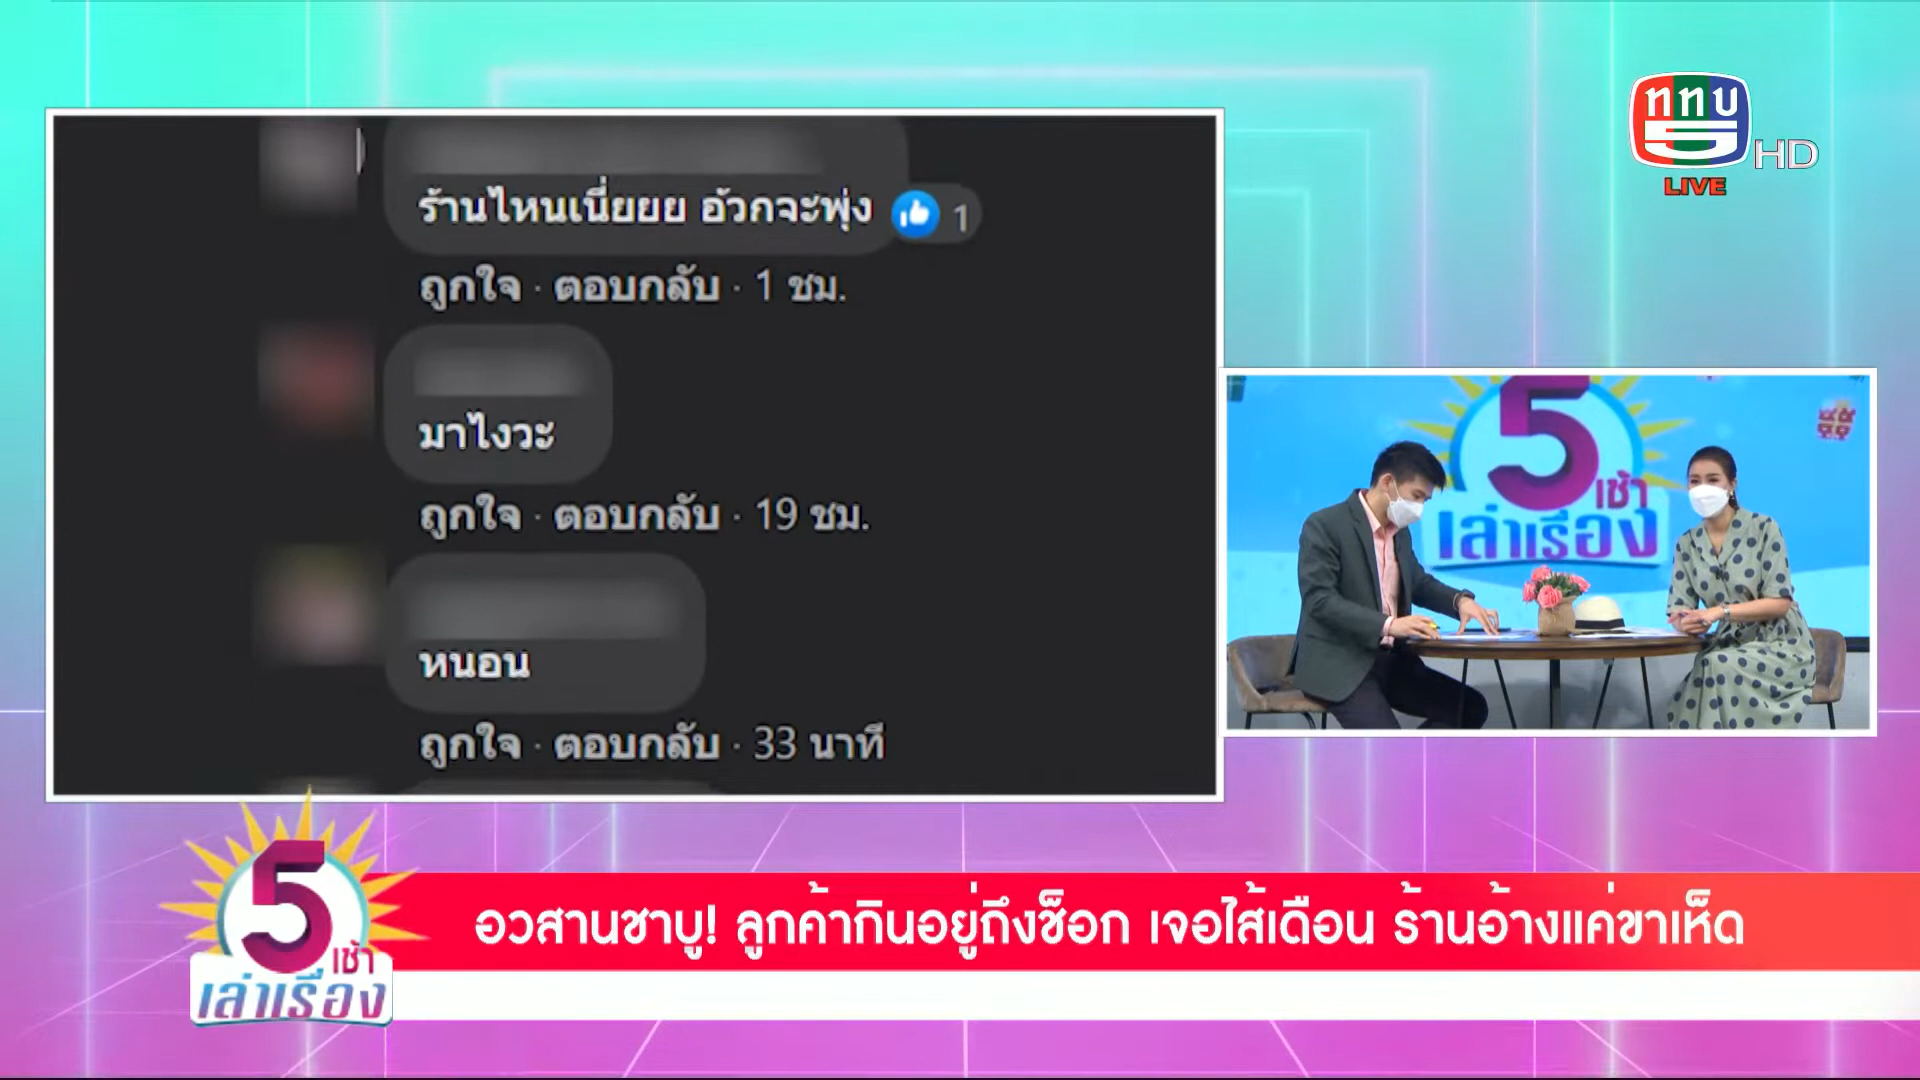 ททบ
5
HD
LIVE
ร้านไหนเนี่ยยย อ้วกจะพุ่ง
1
ถูกใจ · ตอบกลับ · 1 ชม.
มาไงวะ
ถูกใจ · ตอบกลับ · 19 ชม.
หนอน
ถูกใจ · ตอบกลับ · 33 นาที
5
เช้า
เล่าเรื่อง
อวสานชาบู! ลูกค้ากินอยู่ถึงช็อก เจอไส้เดือน ร้านอ้างแค่ขาเห็ด
5
เช้า
เล่าเรื่อง